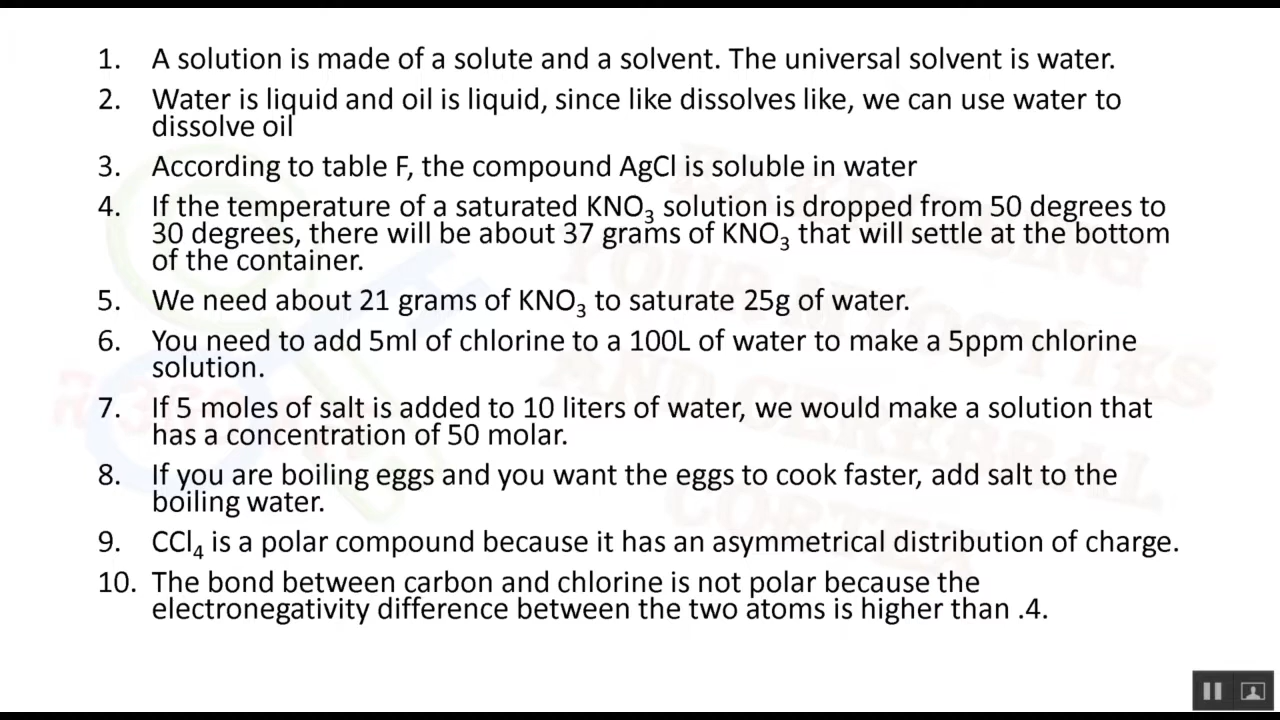 1. A solution is made of a solute and a solvent. The universal solvent is water.
2. Water is liquid and oil is liquid, since like dissolves like, we can use water to
dissolve oil
3. According to table F, the compound AgCl is soluble in water
4. If the temperature of a saturated KNO₃ solution is dropped from 50 degrees to
30 degrees, there will be about 37 grams of KNO₃ that will settle at the bottom
of the container.
5. We need about 21 grams of KNO₃ to saturate 25g of water.
6. You need to add 5ml of chlorine to a 100L of water to make a 5ppm chlorine
solution.
7. If 5 moles of salt is added to 10 liters of water, we would make a solution that
has a concentration of 50 molar.
8. If you are boiling eggs and you want the eggs to cook faster, add salt to the
boiling water.
9. CCl₄ is a polar compound because it has an asymmetrical distribution of charge.
10. The bond between carbon and chlorine is not polar because the
electronegativity difference between the two atoms is higher than .4.
YOUR
AND CEREBRAL
CORTEX